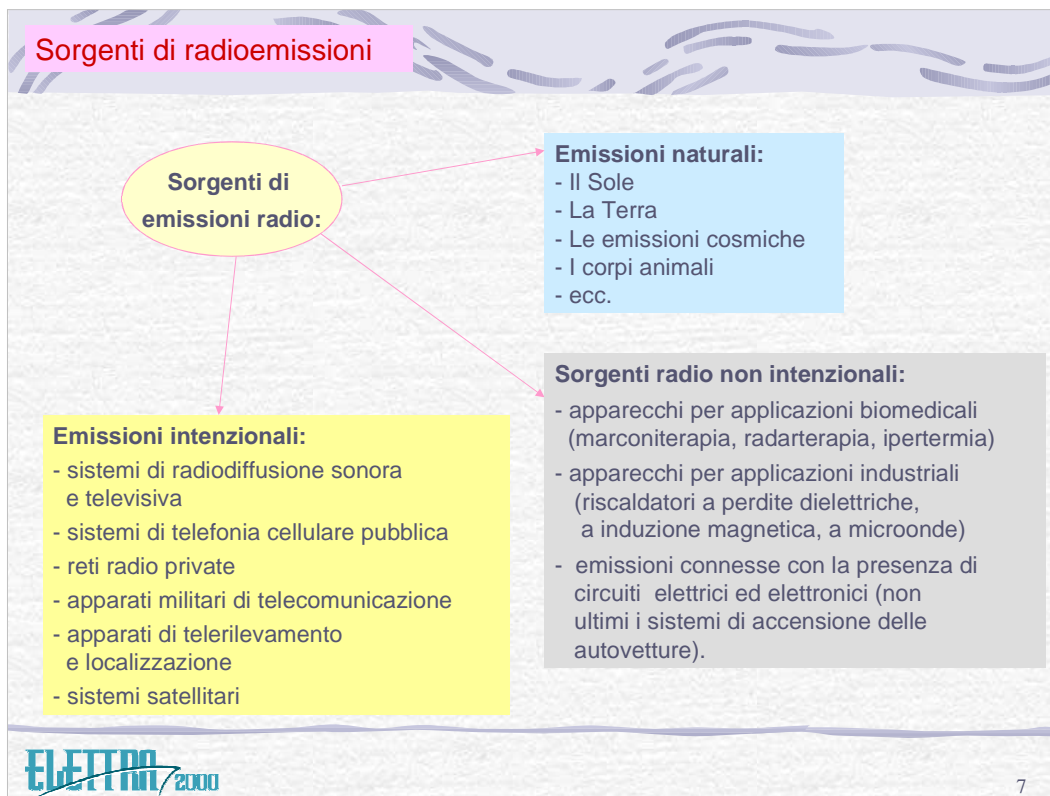 Sorgenti di radioemissioni
Sorgenti di
emissioni radio:
Emissioni naturali:
- Il Sole
- La Terra
- Le emissioni cosmiche
- I corpi animali
- ecc.
Sorgenti radio non intenzionali:
- apparecchi per applicazioni biomedicali
(marconiterapia, radarterapia, ipertermia)
- apparecchi per applicazioni industriali
(riscaldatori a perdite dielettriche,
a induzione magnetica, a microonde)
- emissioni connesse con la presenza di
circuiti elettrici ed elettronici (non
ultimi i sistemi di accensione delle
autovetture).
Emissioni intenzionali:
- sistemi di radiodiffusione sonora
e televisiva
- sistemi di telefonia cellulare pubblica
- reti radio private
- apparati militari di telecomunicazione
- apparati di telerilevamento
e localizzazione
- sistemi satellitari
ELETTRA 2000
7